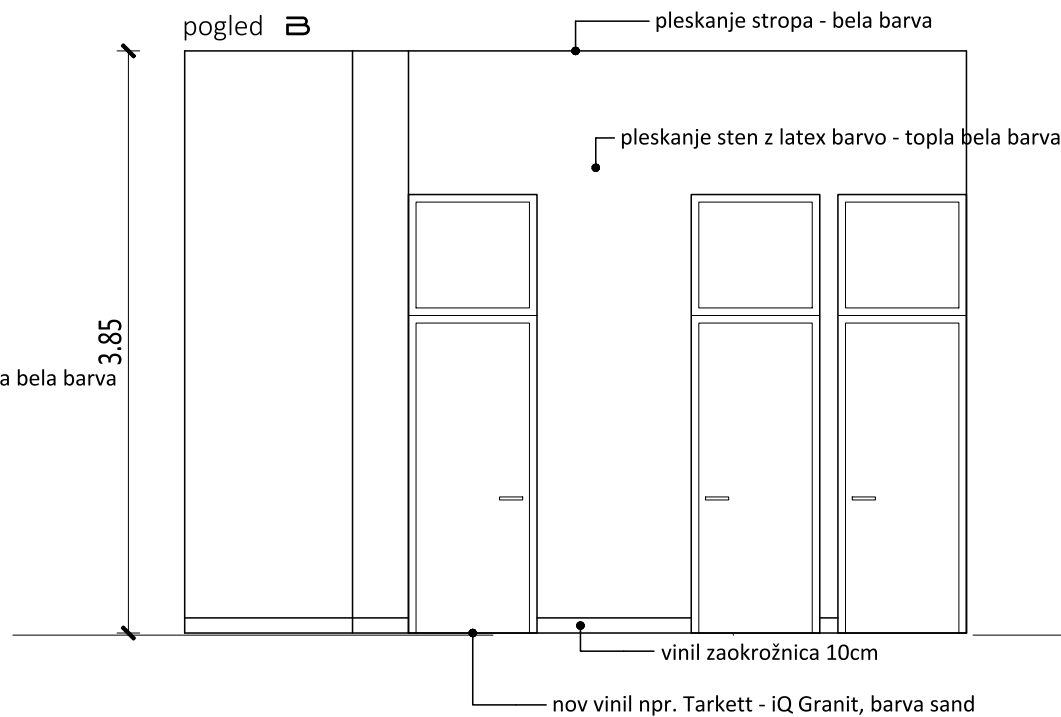 pogled B
pleskanje stropa - bela barva
pleskanje sten z latex barvo - topla bela barva
3.85
a bela barva
vinil zaokrožnica 10cm
nov vinil npr. Tarkett - iQ Granit, barva sand